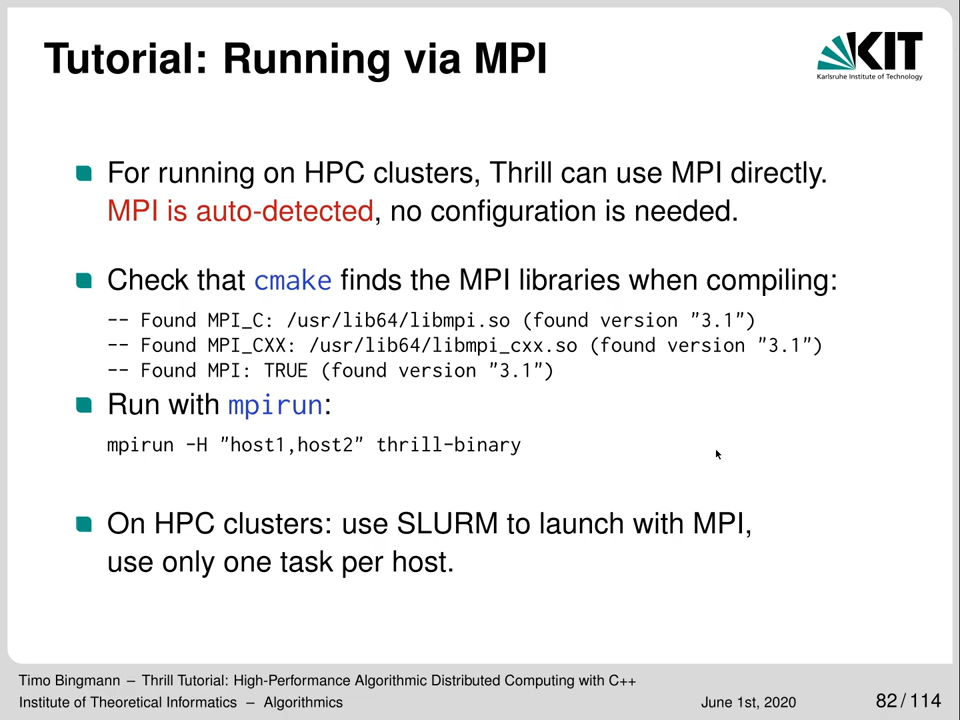 Tutorial: Running via MPI
KIT
Karlsruhe Institute of Technology
For running on HPC clusters, Thrill can use MPI directly.
MPI is auto-detected, no configuration is needed.
Check that cmake finds the MPI libraries when compiling:
-- Found MPI_C: /usr/lib64/libmpi.so (found version "3.1")
-- Found MPI_CXX: /usr/lib64/libmpi_cxx.so (found version "3.1")
-- Found MPI: TRUE (found version "3.1")
Run with mpirun:
mpirun -H "host1,host2" thrill-binary
On HPC clusters: use SLURM to launch with MPI,
use only one task per host.
Timo Bingmann – Thrill Tutorial: High-Performance Algorithmic Distributed Computing with C++
Institute of Theoretical Informatics – Algorithmics
June 1st, 2020
82 / 114